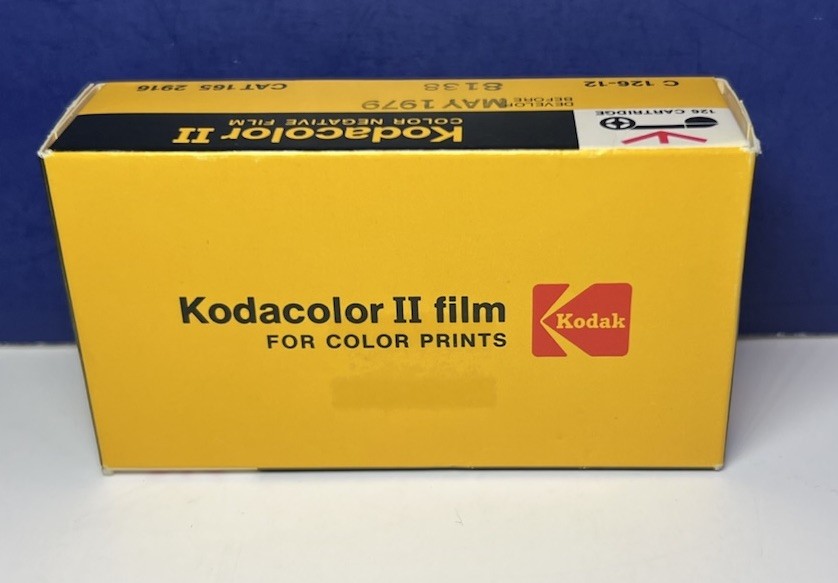 C 126-12 8138 CAT 165 2916
DEVELOP
BEFORE MAY 1979
126 CARTRIDGE
Kodacolor II
COLOR NEGATIVE FILM
Kodacolor II film
FOR COLOR PRINTS
Kodak